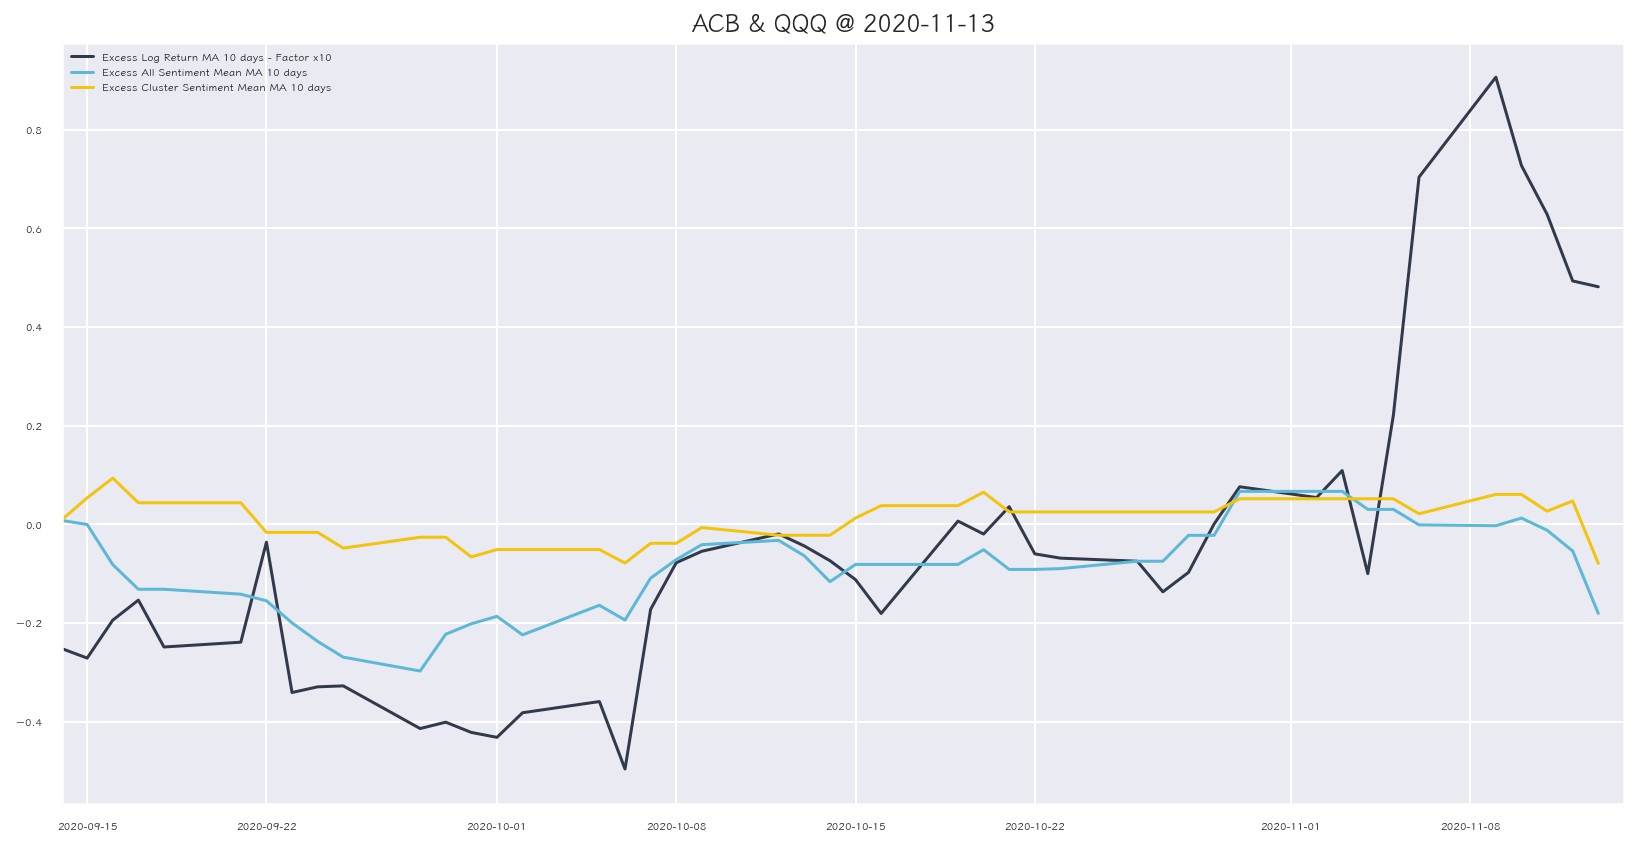 ACB & QQQ @ 2020-11-13
Excess Log Return MA 10 days - Factor x10
Excess All Sentiment Mean MA 10 days
Excess Cluster Sentiment Mean MA 10 days
0.8
0.6
0.4
0.2
0.0
−0.2
−0.4
2020-09-15 2020-09-22 2020-10-01 2020-10-08 2020-10-15 2020-10-22 2020-11-01 2020-11-08